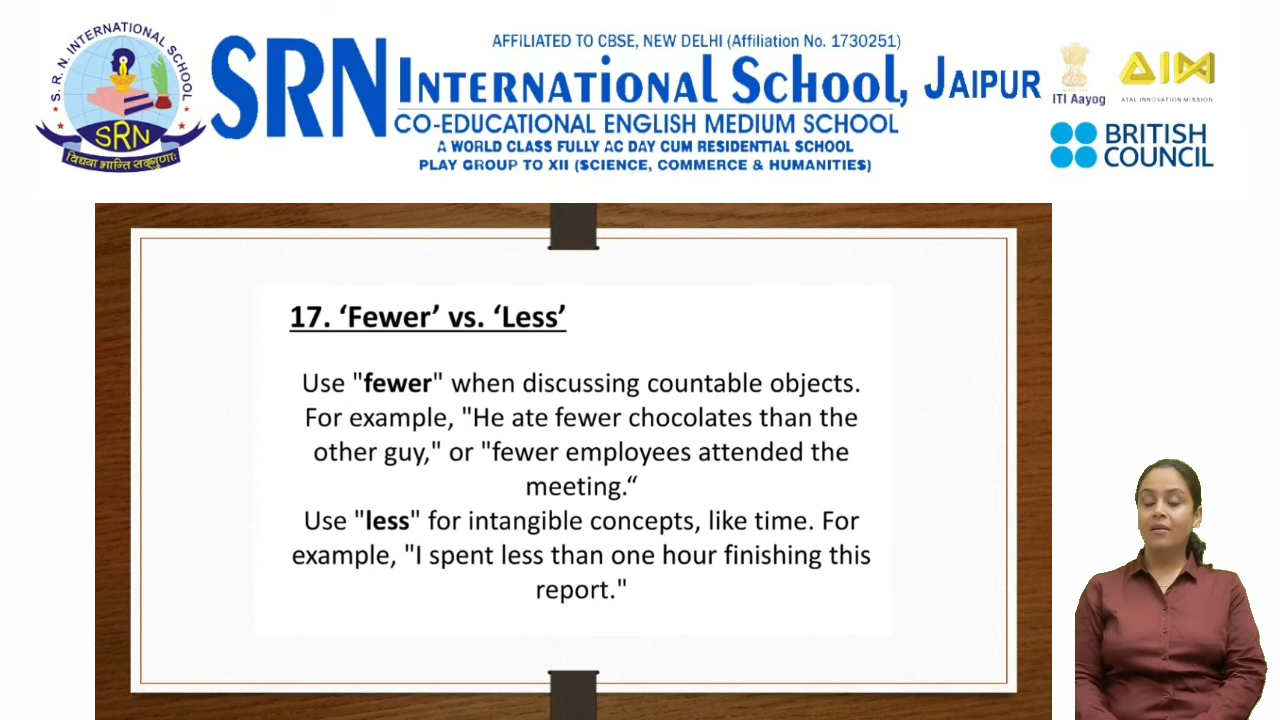 S. R. N. INTERNATIONAL SCHOOL
SRN
विद्यया भान्ति सद्गुणाः
AFFILIATED TO CBSE, NEW DELHI (Affiliation No. 1730251)
SRN INTERNATIONAL SCHOOL, JAIPUR
CO-EDUCATIONAL ENGLISH MEDIUM SCHOOL
A WORLD CLASS FULLY AC DAY CUM RESIDENTIAL SCHOOL
PLAY GROUP TO XII (SCIENCE, COMMERCE & HUMANITIES)
ITI Aayog
AIM
ATAL INNOVATION MISSION
BRITISH
COUNCIL
17. ‘Fewer’ vs. ‘Less’
Use "fewer" when discussing countable objects.
For example, "He ate fewer chocolates than the
other guy," or "fewer employees attended the
meeting.“
Use "less" for intangible concepts, like time. For
example, "I spent less than one hour finishing this
report."